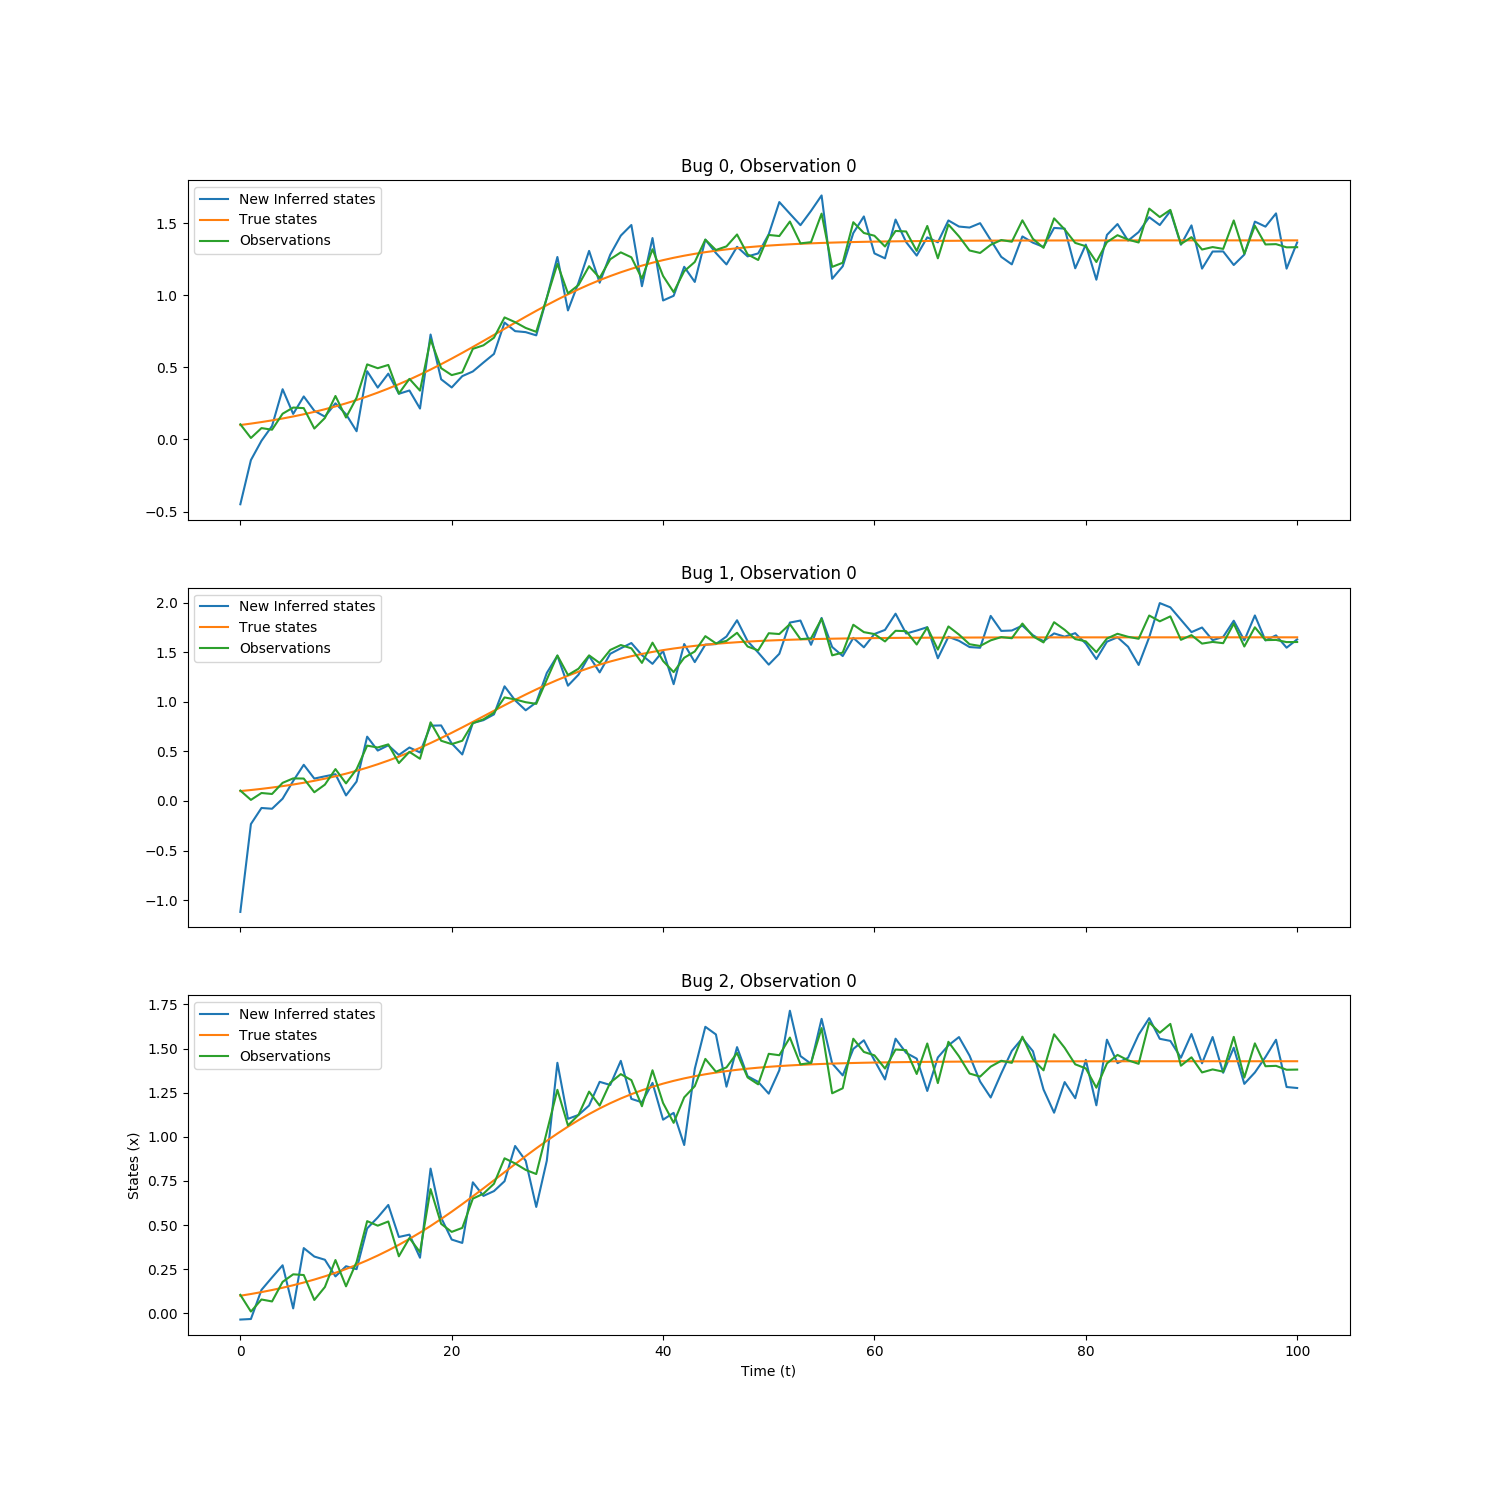 Bug 0, Observation 0
New Inferred states
True states
Observations
1.5
1.0
0.5
0.0
−0.5
Bug 1, Observation 0
New Inferred states
True states
Observations
2.0
1.5
1.0
0.5
0.0
−0.5
−1.0
Bug 2, Observation 0
New Inferred states
True states
Observations
1.75
1.50
1.25
1.00
0.75
0.50
0.25
0.00
States (x)
0 20 40 60 80 100
Time (t)